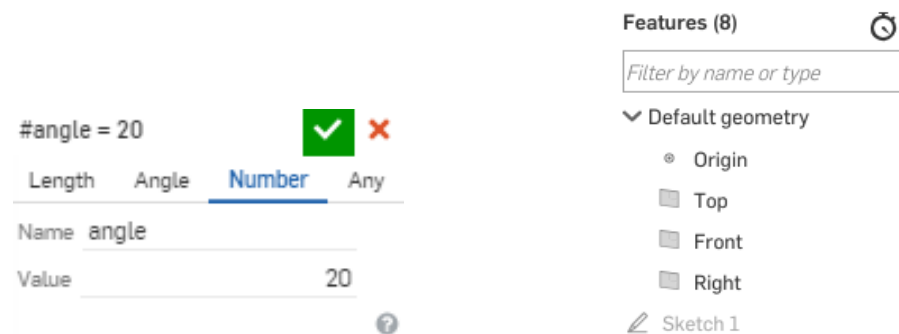 #angle = 20
Length Angle Number Any
Name angle
Value 20
Features (8)
Filter by name or type
Default geometry
Origin
Top
Front
Right
Sketch 1